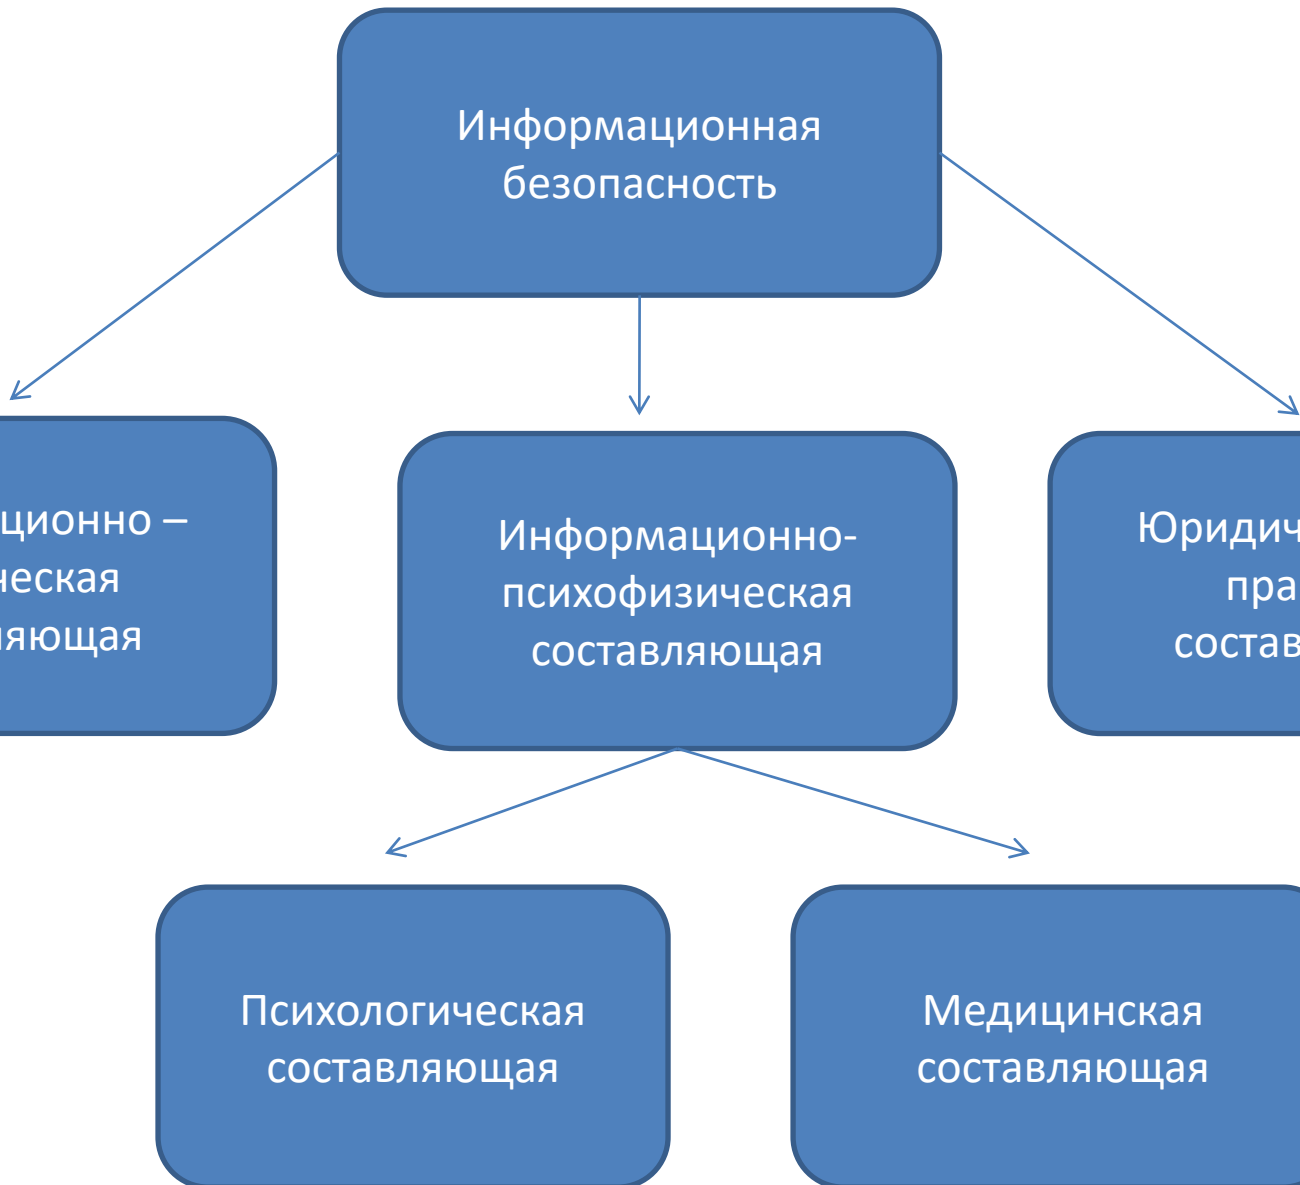 Информационная
безопасность
ционно –
ческая
ляющая
Информационно-
психофизическая
составляющая
Юридич
пра
состав
Психологическая
составляющая
Медицинская
составляющая